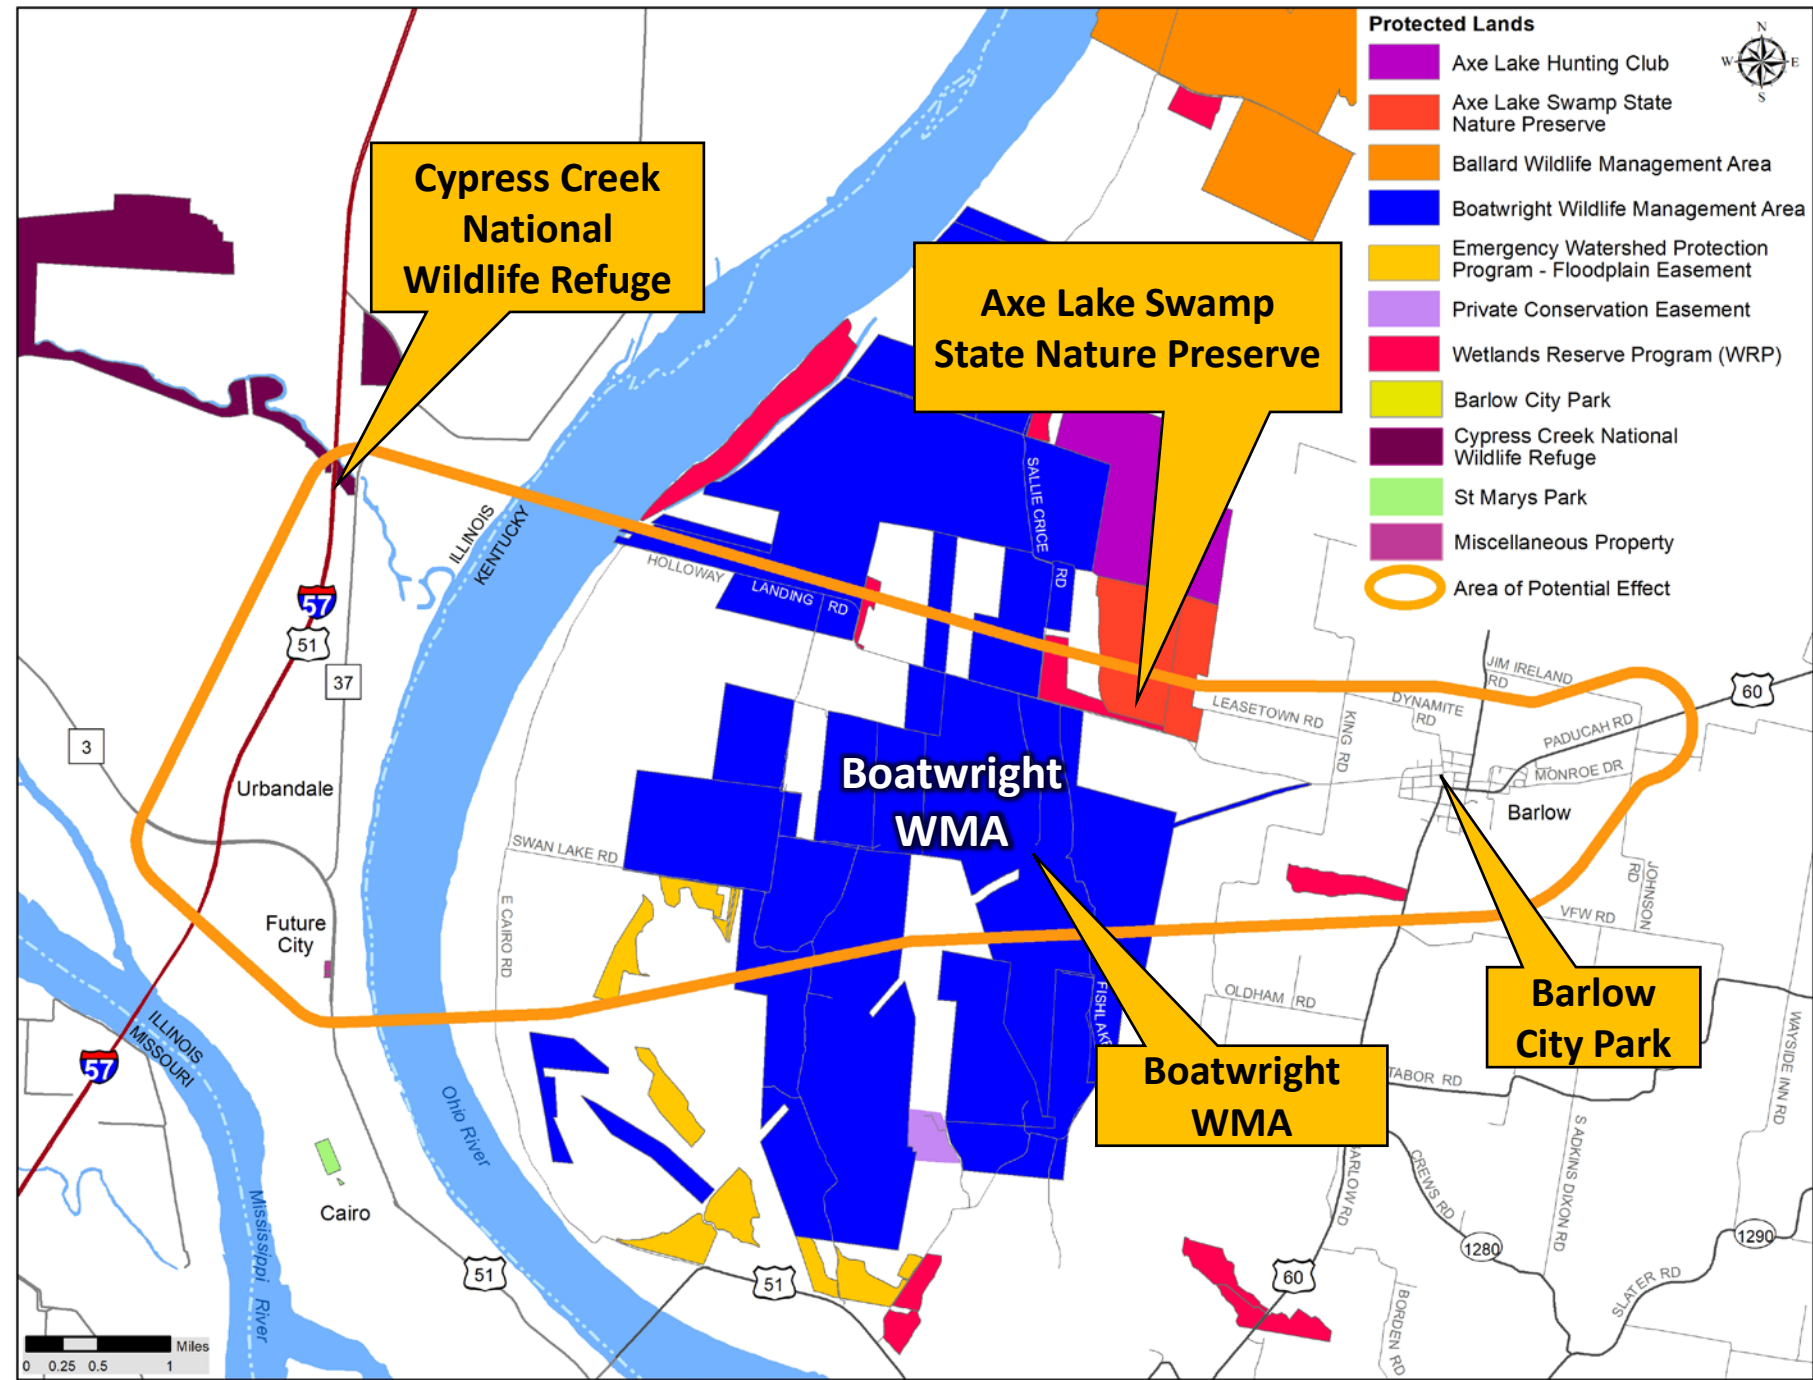 Protected Lands
Axe Lake Hunting Club
Axe Lake Swamp State
Nature Preserve
Ballard Wildlife Management Area
Boatwright Wildlife Management Area
Emergency Watershed Protection
Program - Floodplain Easement
Private Conservation Easement
Wetlands Reserve Program (WRP)
Barlow City Park
Cypress Creek National
Wildlife Refuge
St Marys Park
Miscellaneous Property
Area of Potential Effect
N
W
E
S
Cypress Creek
National
Wildlife Refuge
Axe Lake Swamp
State Nature Preserve
SALLIE CRICE
RD
ILLINOIS
KENTUCKY
HOLLOWAY
LANDING
RD
57
51
37
3
Urbandale
JIM IRELAND
RD
60
DYNAMITE
RD
LEASETOWN RD
KING RD
PADUCAH RD
MONROE DR
Barlow
Boatwright
WMA
SWAN LAKE RD
E CAIRO RD
Future
City
JOHNSON
RD
VFW RD
OLDHAM RD
FISHLAKE
Barlow
City Park
Boatwright
WMA
TABOR RD
WAYSIDE INN RD
ILLINOIS
MISSOURI
57
Ohio River
S ADKINS DIXON RD
ARLOW RD
CREWS RD
Cairo
Mississippi River
1280
1290
51
51
60
SLATER RD
BORDEN RD
Miles
0 0.25 0.5 1